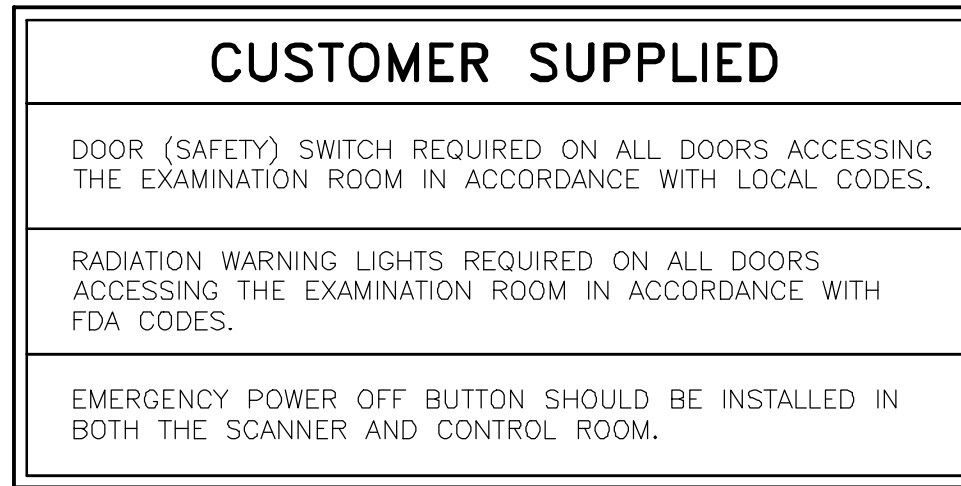 CUSTOMER SUPPLIED
DOOR (SAFETY) SWITCH REQUIRED ON ALL DOORS ACCESSING
THE EXAMINATION ROOM IN ACCORDANCE WITH LOCAL CODES.
RADIATION WARNING LIGHTS REQUIRED ON ALL DOORS
ACCESSING THE EXAMINATION ROOM IN ACCORDANCE WITH
FDA CODES.
EMERGENCY POWER OFF BUTTON SHOULD BE INSTALLED IN
BOTH THE SCANNER AND CONTROL ROOM.